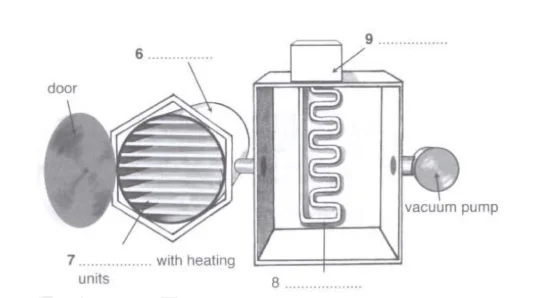 6 ....................
9 ....................
door
vacuum pump
7 .................... with heating
units
8 ....................